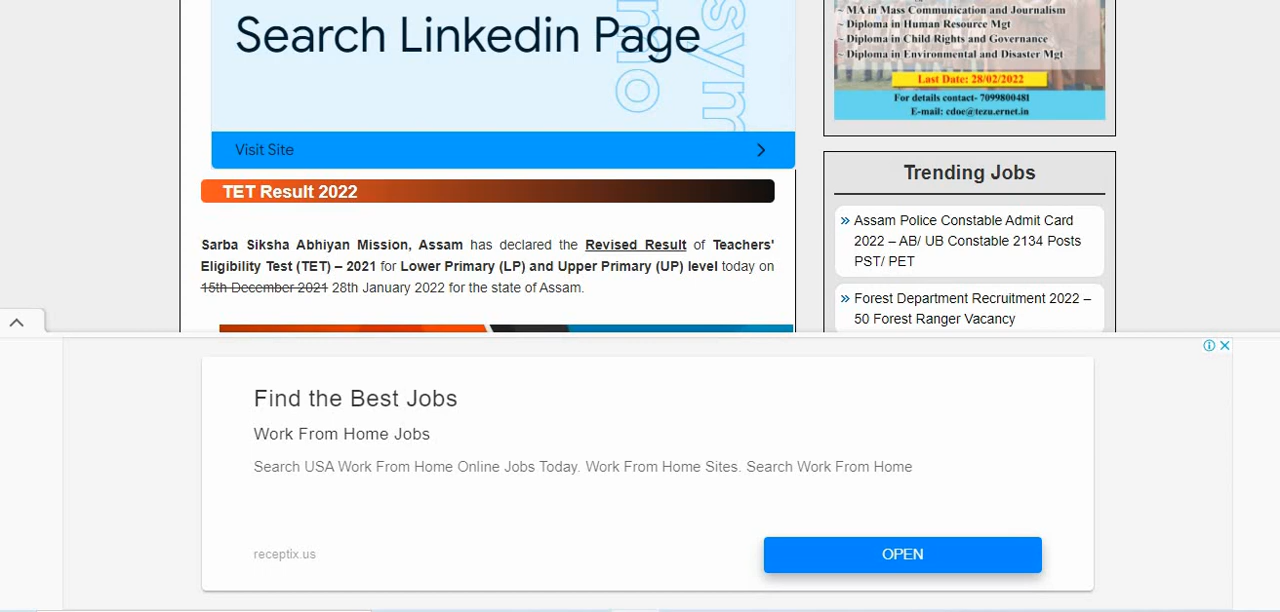 Search Linkedin Page
Visit Site
TET Result 2022
Sarba Siksha Abhiyan Mission, Assam has declared the Revised Result of Teachers'
Eligibility Test (TET) – 2021 for Lower Primary (LP) and Upper Primary (UP) level today on
15th December 2021 28th January 2022 for the state of Assam.
~ MA in Mass Communication and Journalism
~ Diploma in Human Resource Mgt
~ Diploma in Child Rights and Governance
~ Diploma in Environmental and Disaster Mgt
Last Date: 28/02/2022
For details contact- 7099800481
E-mail: cdoe@tezu.ernet.in
Trending Jobs
» Assam Police Constable Admit Card
2022 – AB/ UB Constable 2134 Posts
PST/ PET
» Forest Department Recruitment 2022 –
50 Forest Ranger Vacancy
Find the Best Jobs
Work From Home Jobs
Search USA Work From Home Online Jobs Today. Work From Home Sites. Search Work From Home
receptix.us
OPEN